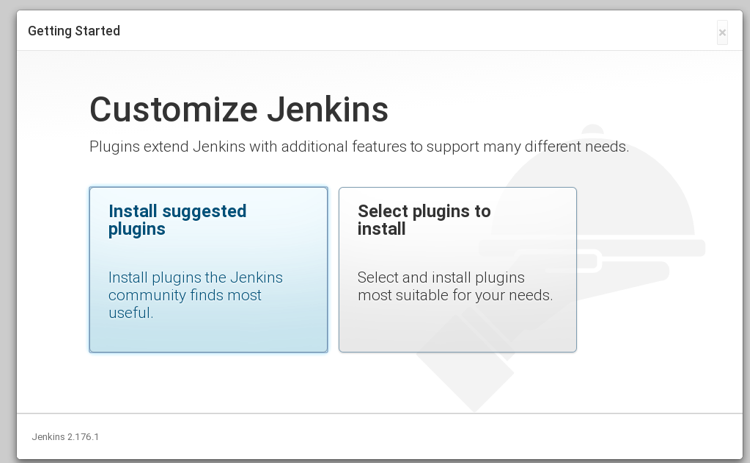 Getting Started
×
Customize Jenkins
Plugins extend Jenkins with additional features to support many different needs.
Install suggested
plugins
Install plugins the Jenkins
community finds most
useful.
Select plugins to
install
Select and install plugins
most suitable for your needs.
Jenkins 2.176.1